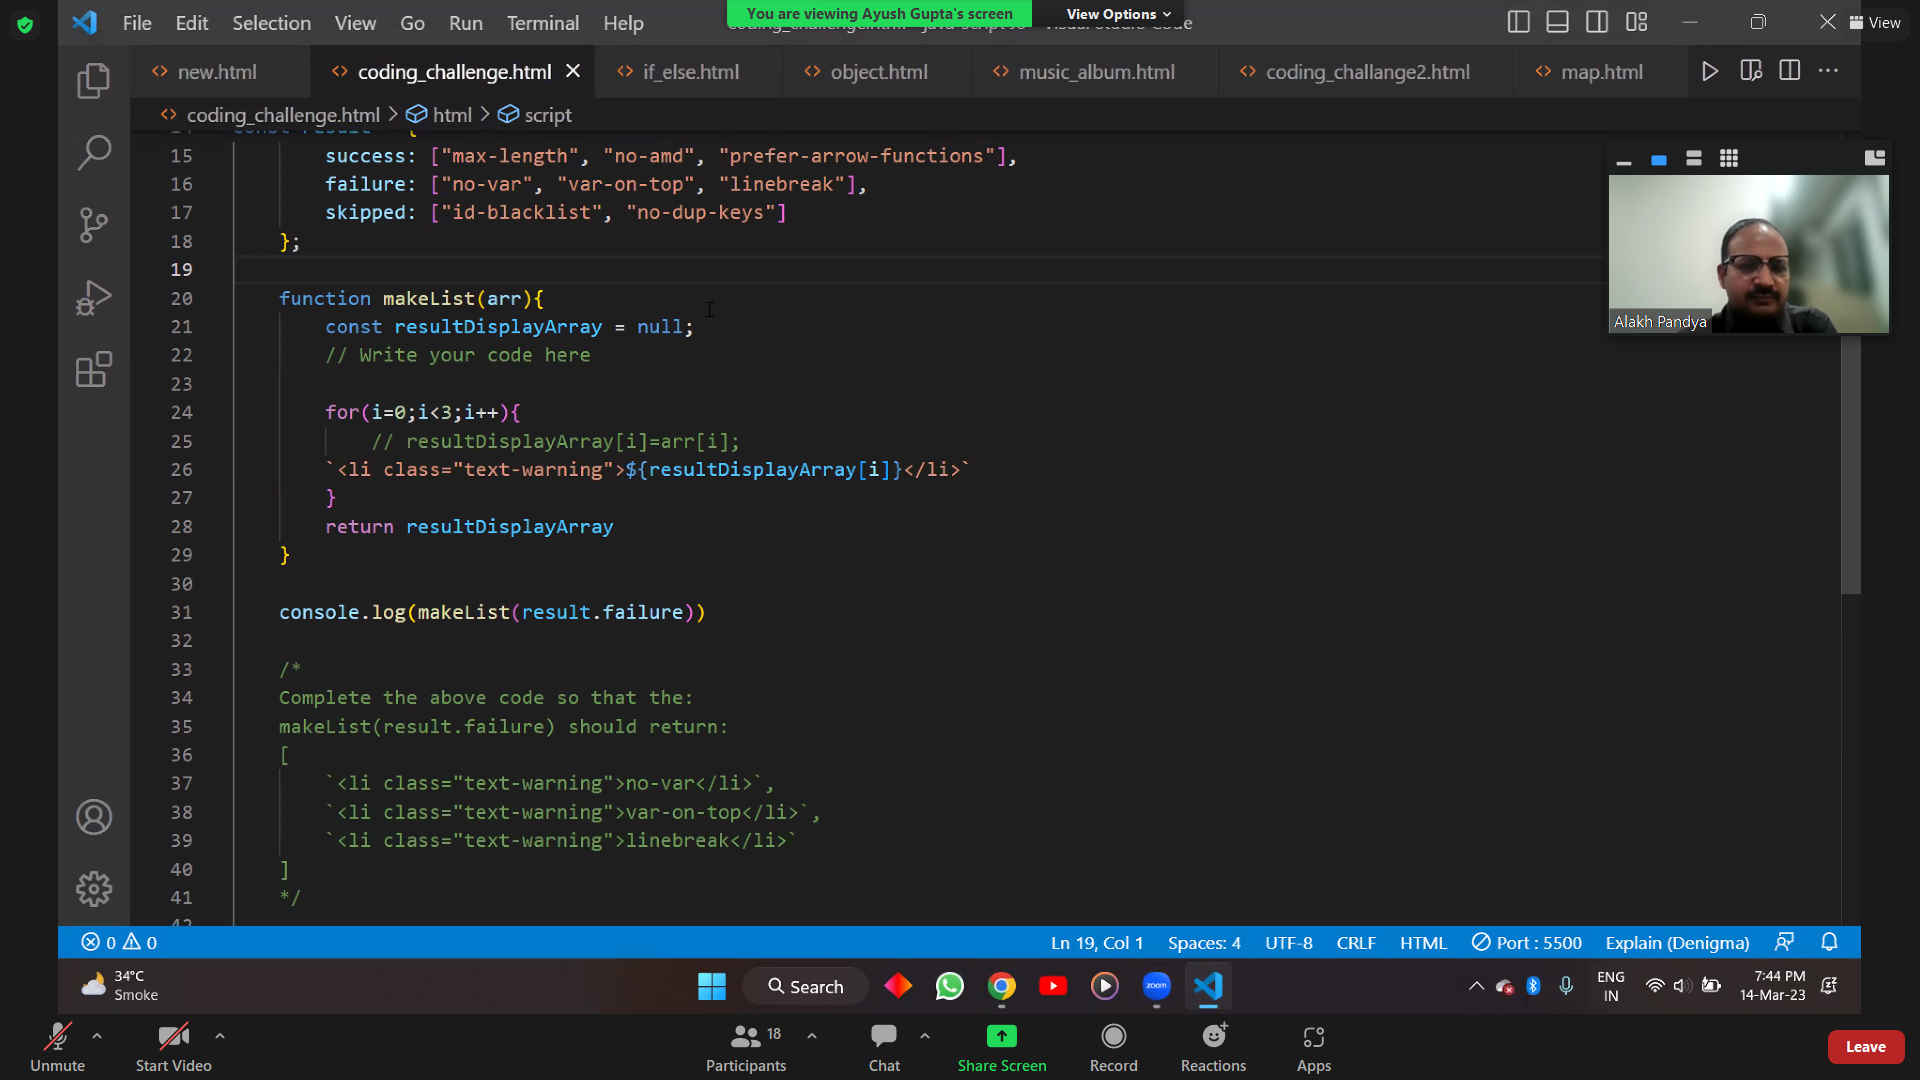 File Edit Selection View Go Run Terminal Help
You are viewing Ayush Gupta's screen View Options
View
new.html coding_challenge.html if_else.html object.html music_album.html coding_challange2.html map.html
coding_challenge.html > html > script
15 success: ["max-length", "no-amd", "prefer-arrow-functions"],
16 failure: ["no-var", "var-on-top", "linebreak"],
17 skipped: ["id-blacklist", "no-dup-keys"]
18 };
19
20 function makeList(arr){
21 const resultDisplayArray = null;
22 // Write your code here
23
24 for(i=0;i<3;i++){
25 // resultDisplayArray[i]=arr[i];
26 `<li class="text-warning">${resultDisplayArray[i]}</li>`
27 }
28 return resultDisplayArray
29 }
30
31 console.log(makeList(result.failure))
32
33 /*
34 Complete the above code so that the:
35 makeList(result.failure) should return:
36 [
37 `<li class="text-warning">no-var</li>`,
38 `<li class="text-warning">var-on-top</li>`,
39 `<li class="text-warning">linebreak</li>`
40 ]
41 */
Alakh Pandya
0 0 Ln 19, Col 1 Spaces: 4 UTF-8 CRLF HTML Port : 5500 Explain (Denigma)
34°C
Smoke
Search
zoom
ENG
IN
7:44 PM
14-Mar-23
Unmute Start Video Participants 18 Chat Share Screen Record Reactions Apps Leave